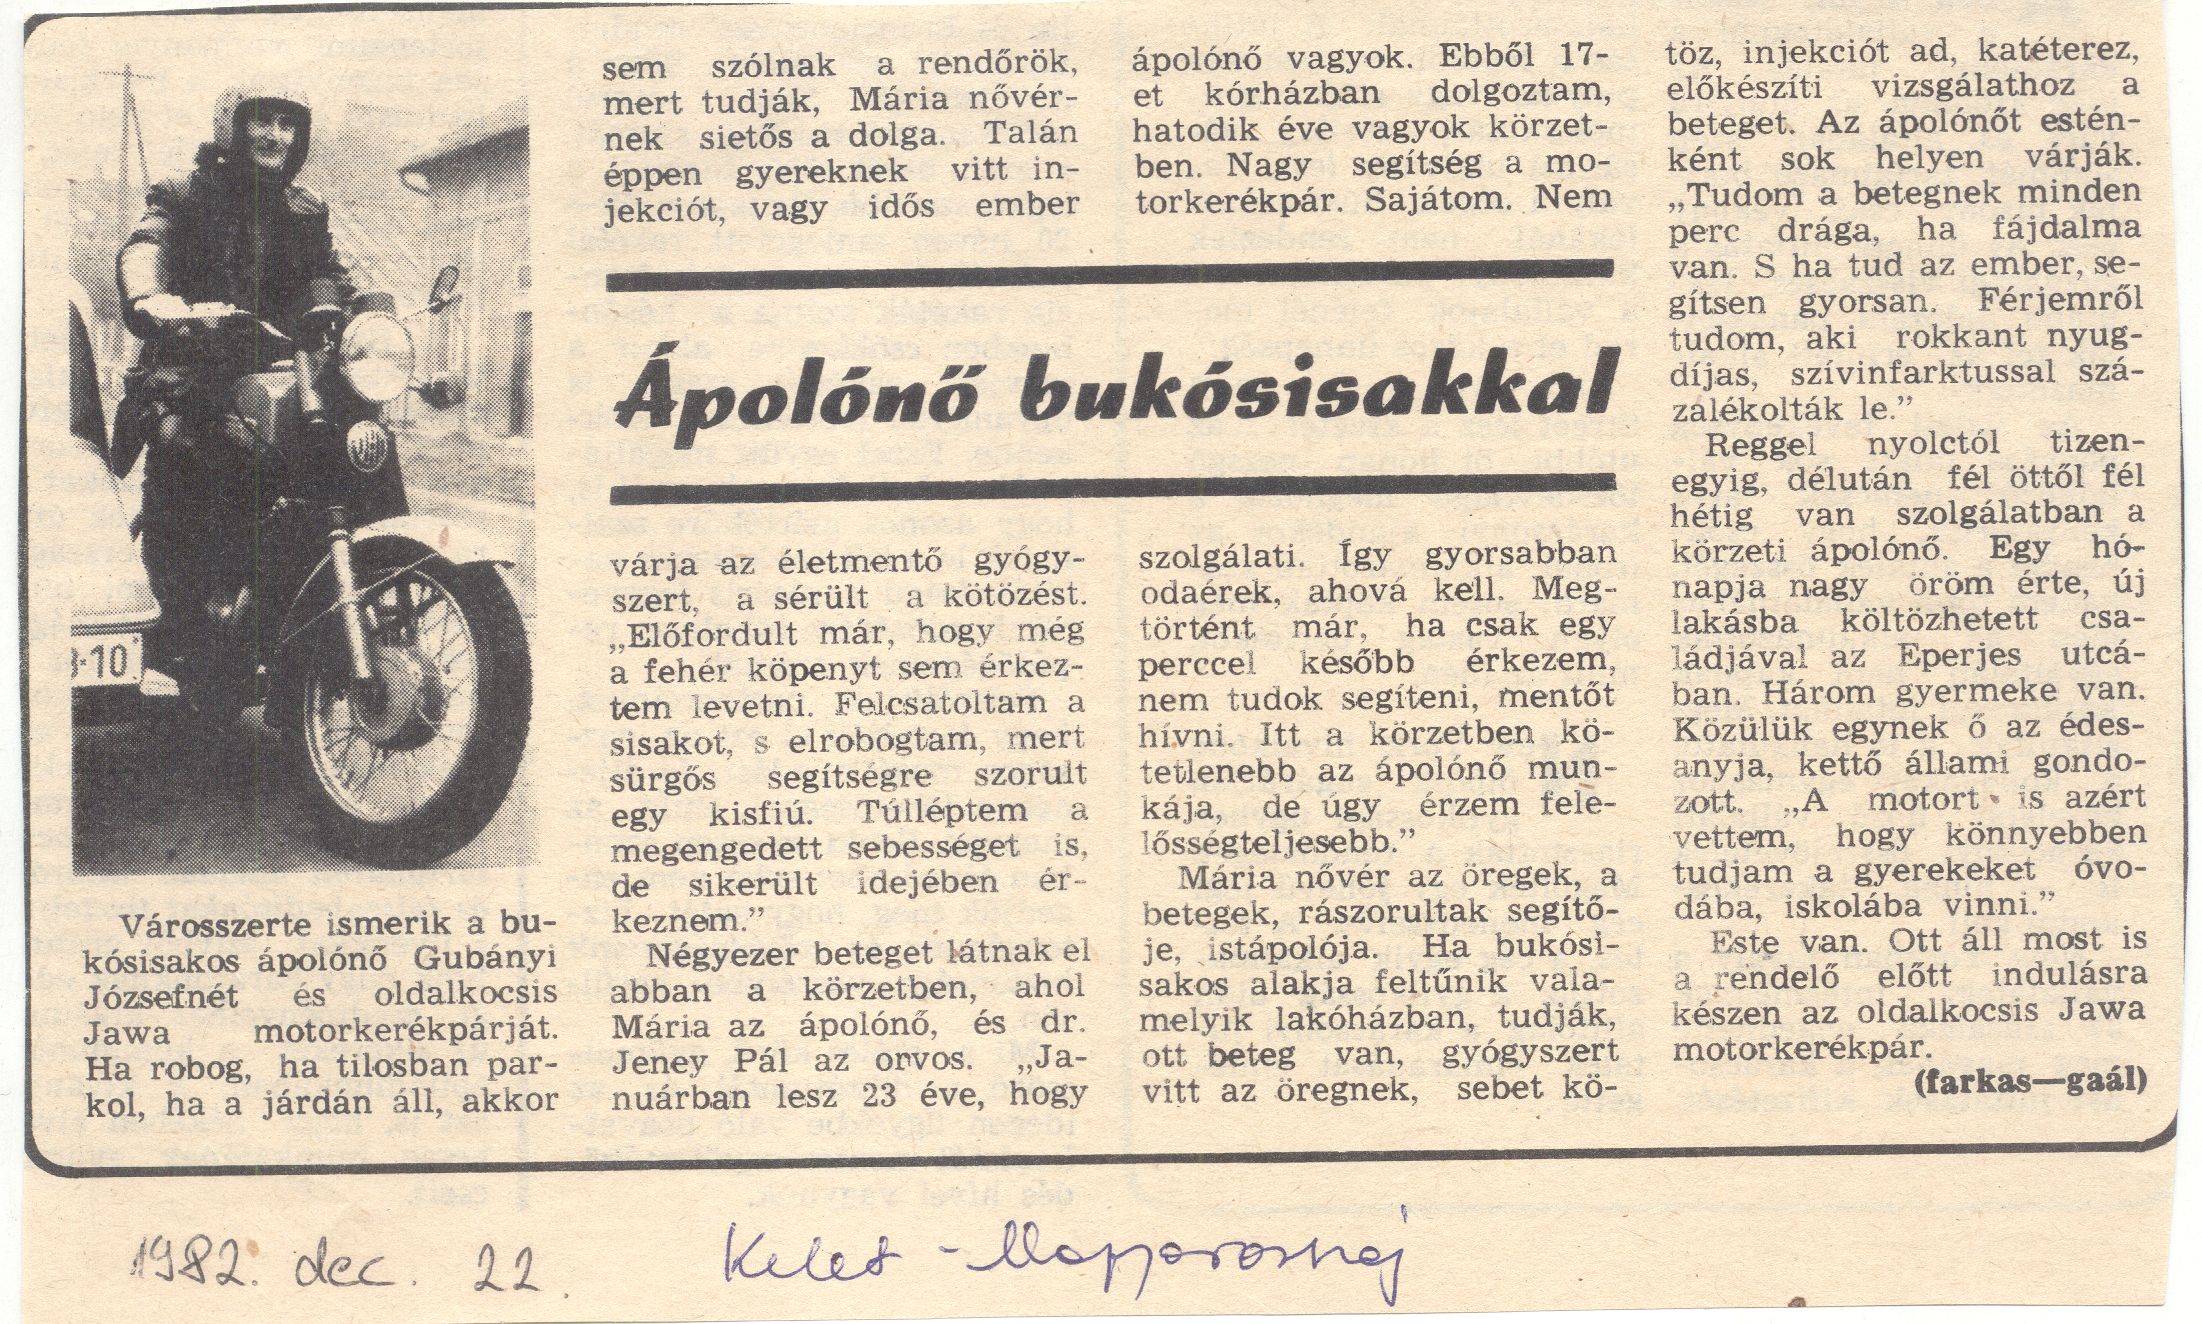 Városszerte ismerik a bu-
kósisakos ápolónő Gubányi
Józsefnét és oldalkocsis
Jawa motorkerékpárját.
Ha robog, ha tilosban par-
kol, ha a járdán áll, akkor
sem szólnak a rendőrök,
mert tudják, Mária nővér-
nek sietős a dolga. Talán
éppen gyereknek vitt in-
jekciót, vagy idős ember
Ápolónő bukósisakkal
várja az életmentő gyógy-
szert, a sérült a kötözést.
„Előfordult már, hogy még
a fehér köpenyt sem érkez-
tem levetni. Felcsatoltam a
sisakot, s elrobogtam, mert
sürgős segítségre szorult
egy kisfiú. Túlléptem a
megengedett sebességet is,
de sikerült idejében ér-
keznem.”
Négyezer beteget látnak el
abban a körzetben, ahol
Mária az ápolónő, és dr.
Jeney Pál az orvos. „Ja-
nuárban lesz 23 éve, hogy
ápolónő vagyok. Ebből 17-
et kórházban dolgoztam,
hatodik éve vagyok körzet-
ben. Nagy segítség a mo-
torkerékpár. Sajátom. Nem
szolgálati. Így gyorsabban
odaérek, ahová kell. Meg-
történt már, ha csak egy
perccel később érkezem,
nem tudok segíteni, mentőt
hívni. Itt a körzetben kö-
tetlenebb az ápolónő mun-
kája, de úgy érzem fele-
lősségteljesebb.”
Mária nővér az öregek, a
betegek, rászorultak segítő-
je, istápolója. Ha bukósi-
sakos alakja feltűnik vala-
melyik lakóházban, tudják,
ott beteg van, gyógyszert
vitt az öregnek, sebet kö-
töz, injekciót ad, katéterez,
előkészíti vizsgálathoz a
beteget. Az ápolónőt estén-
ként sok helyen várják.
„Tudom a betegnek minden
perc drága, ha fájdalma
van. S ha tud az ember, se-
gítsen gyorsan. Férjemről
tudom, aki rokkant nyug-
díjas, szívinfarktussal szá-
zalékolták le.”
Reggel nyolctól tizen-
egyig, délután fél öttől fél
hétig van szolgálatban a
körzeti ápolónő. Egy hó-
napja nagy öröm érte, új
lakásba költözhetett csa-
ládjával az Eperjes utcá-
ban. Három gyermeke van.
Közülük egynek ő az édes-
anyja, kettő állami gondo-
zott. „A motort is azért
vettem, hogy könnyebben
tudjam a gyerekeket óvo-
dába, iskolába vinni.”
Este van. Ott áll most is
a rendelő előtt indulásra
készen az oldalkocsis Jawa
motorkerékpár.
(farkas—gaál)
1982. dec. 22.
Kelet-Magyarország